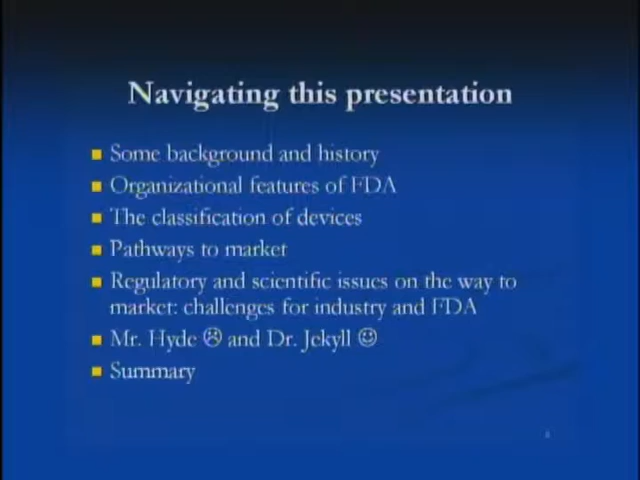 Navigating this presentation
■ Some background and history
■ Organizational features of FDA
■ The classification of devices
■ Pathways to market
■ Regulatory and scientific issues on the way to
market: challenges for industry and FDA
■ Mr. Hyde ☹ and Dr. Jekyll ☺
■ Summary